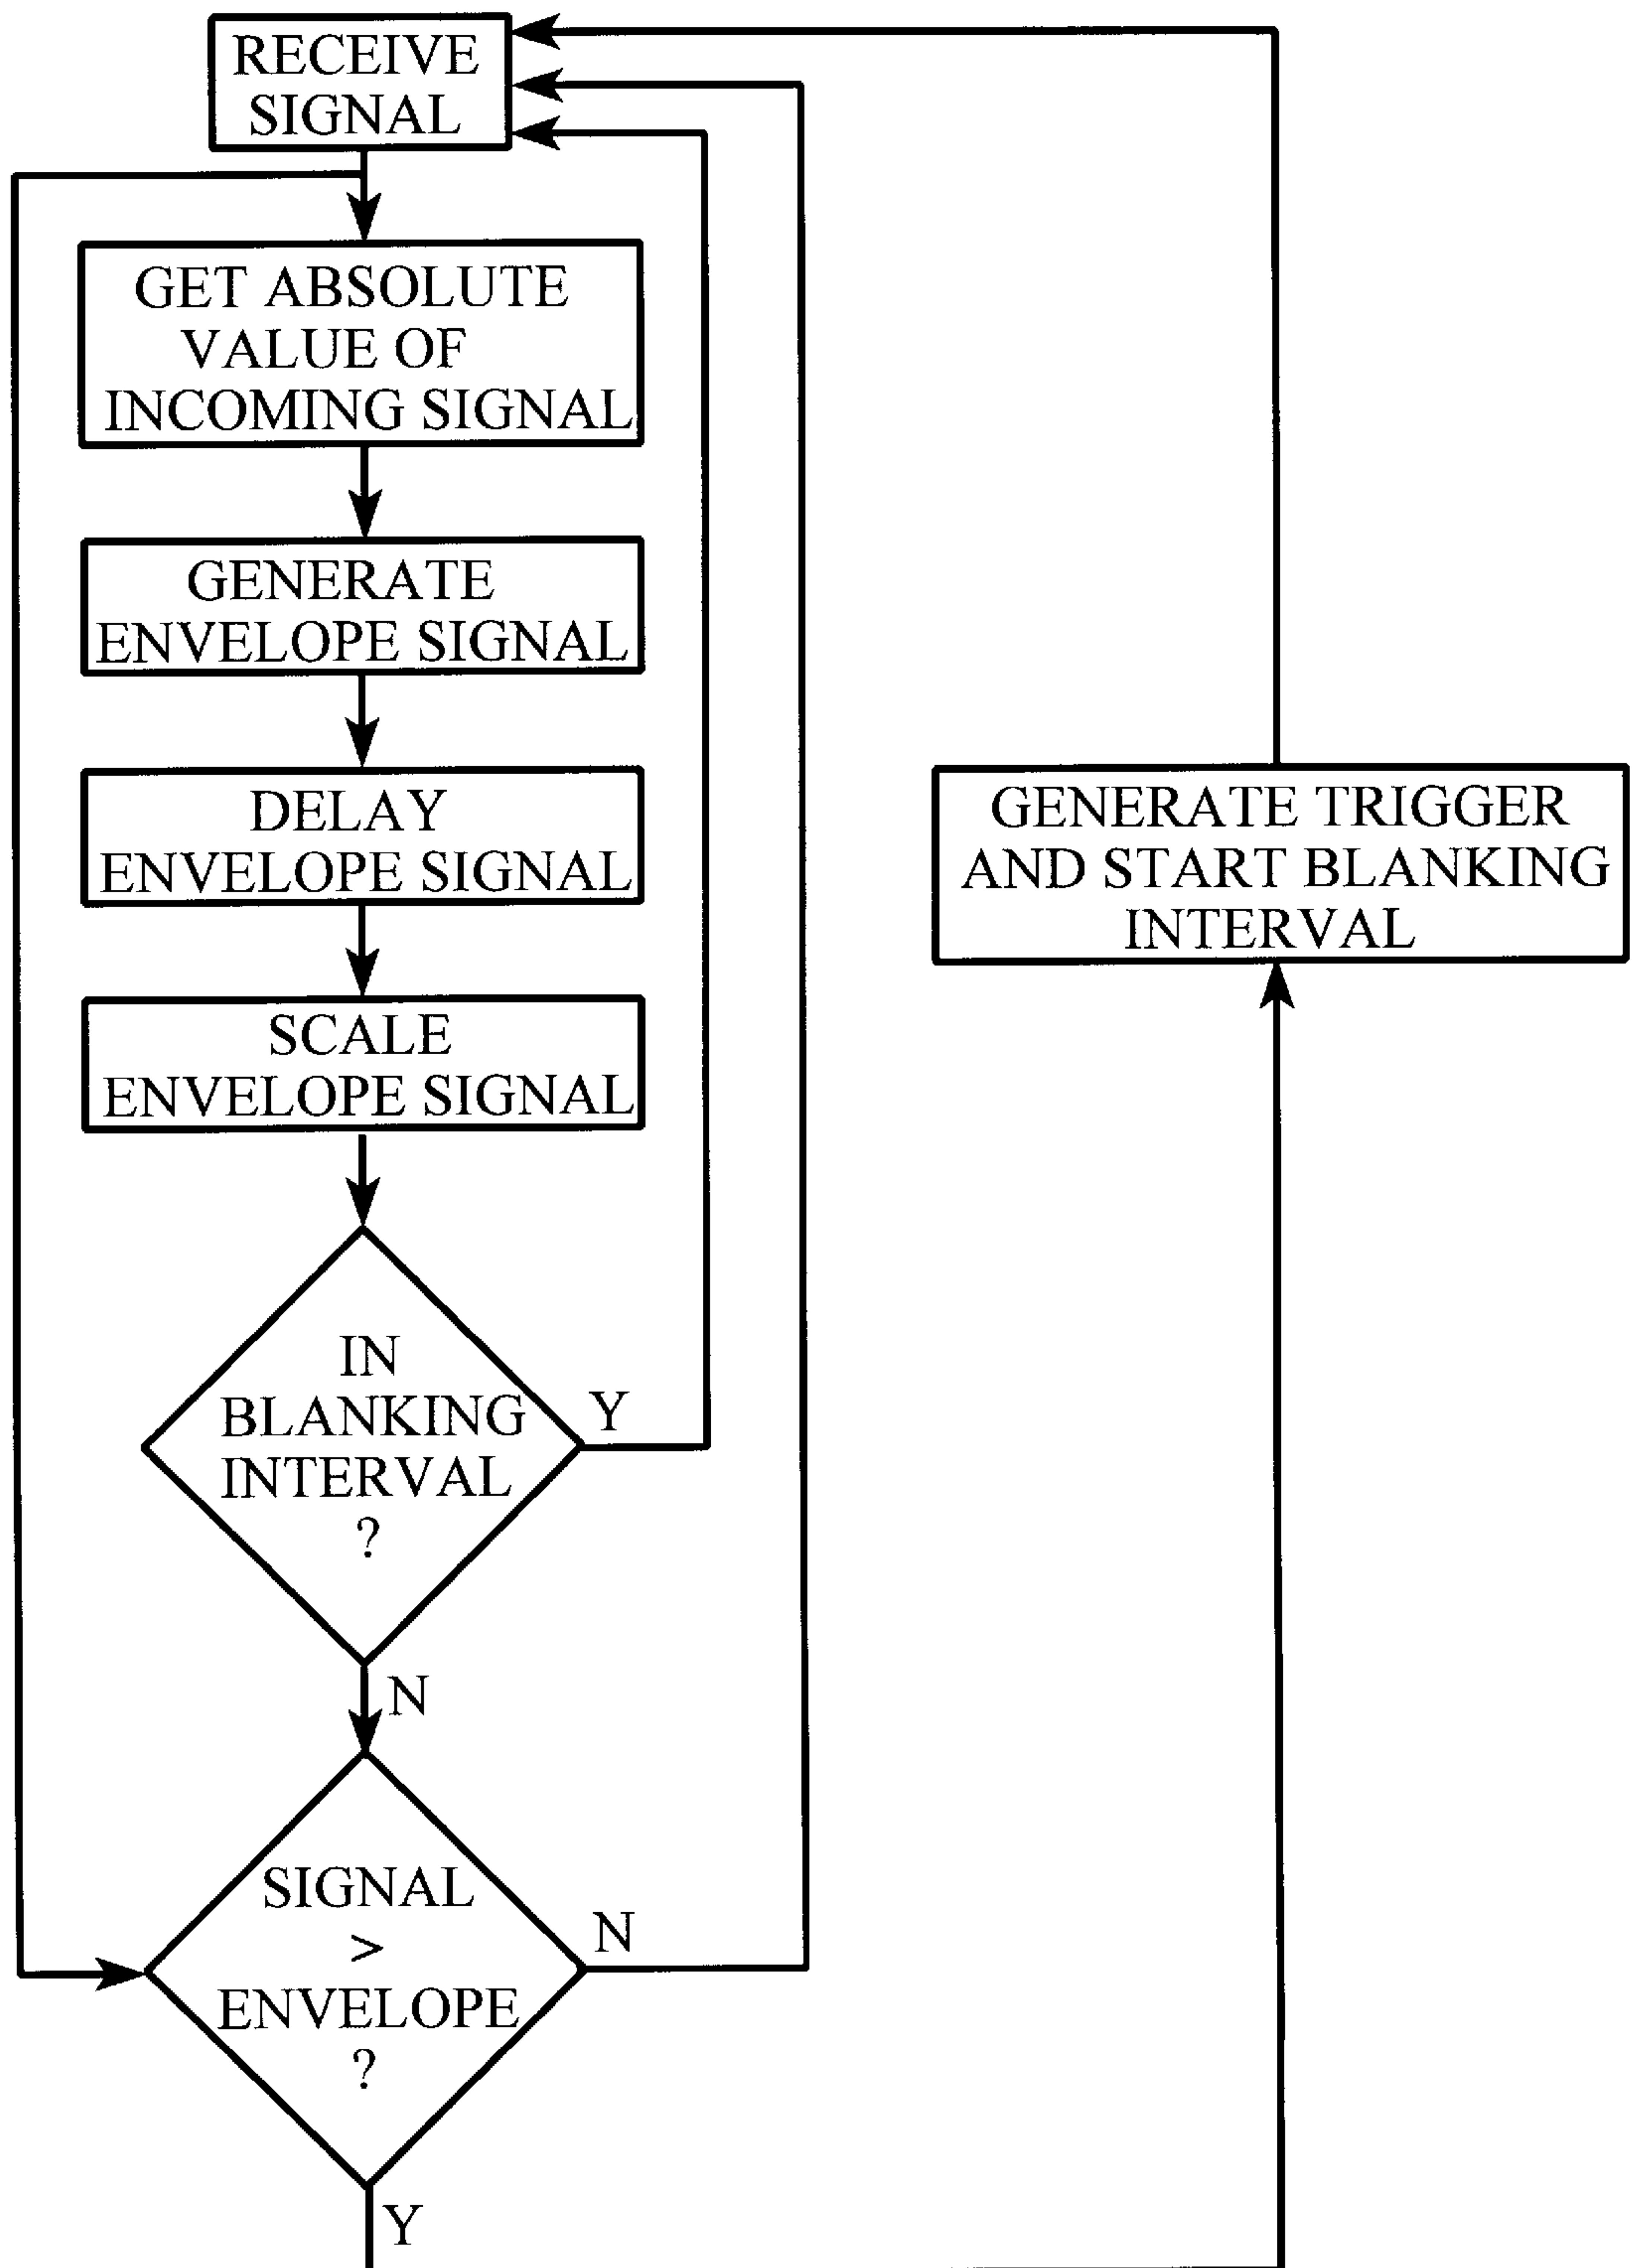 RECEIVE
SIGNAL
GET ABSOLUTE
VALUE OF
INCOMING SIGNAL
GENERATE
ENVELOPE SIGNAL
DELAY
ENVELOPE SIGNAL
SCALE
ENVELOPE SIGNAL
IN
BLANKING
INTERVAL
?
Y
N
SIGNAL
>
ENVELOPE
?
N
Y
GENERATE TRIGGER
AND START BLANKING
INTERVAL